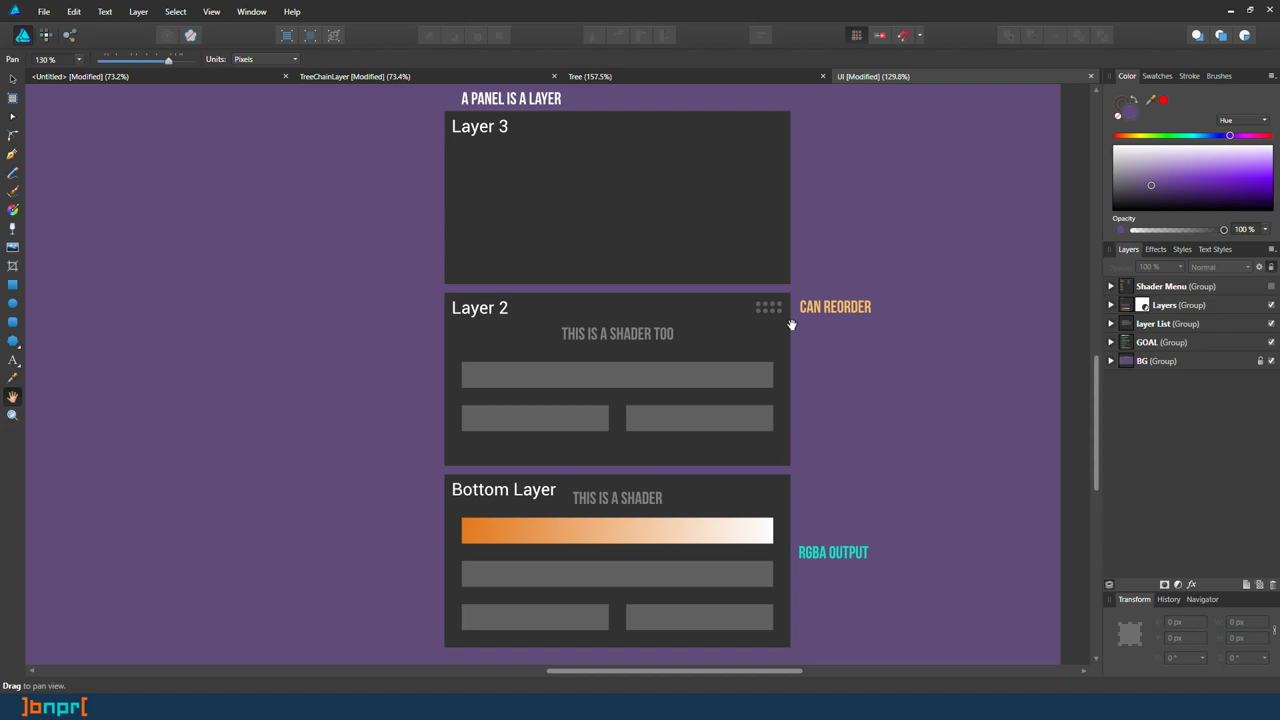 File Edit Text Layer Select View Window Help
Pan 130 % Units: Pixels
<Untitled> [Modified] (73.2%) TreeChainLayer [Modified] (73.4%) Tree (157.5%) UI [Modified] (129.8%)
A PANEL IS A LAYER
Layer 3
Layer 2
CAN REORDER
THIS IS A SHADER TOO
Bottom Layer
THIS IS A SHADER
RGBA OUTPUT
Color Swatches Stroke Brushes
Hue
Opacity
100 %
Layers Effects Styles Text Styles
Opacity: 100 % Normal
Shader Menu (Group)
Layers (Group)
layer List (Group)
GOAL (Group)
BG (Group)
Transform History Navigator
X: 0 px W: 0 px
Y: 0 px H: 0 px
R: 0 ° S: 0 °
Drag to pan view.
]bnpr[